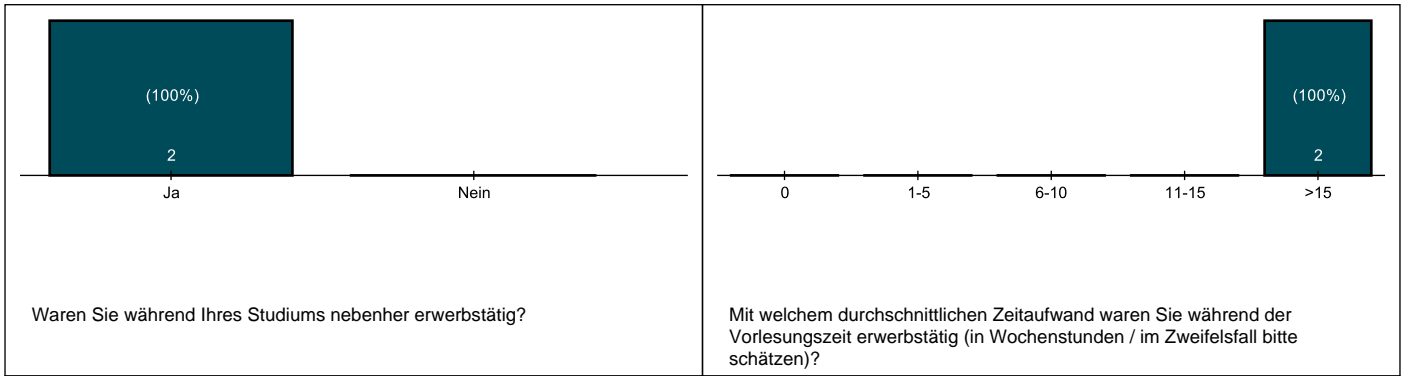 (100%)
2
Ja
Nein
Waren Sie während Ihres Studiums nebenher erwerbstätig?
(100%)
2
0
1-5
6-10
11-15
>15
Mit welchem durchschnittlichen Zeitaufwand waren Sie während der
Vorlesungszeit erwerbstätig (in Wochenstunden / im Zweifelsfall bitte
schätzen)?